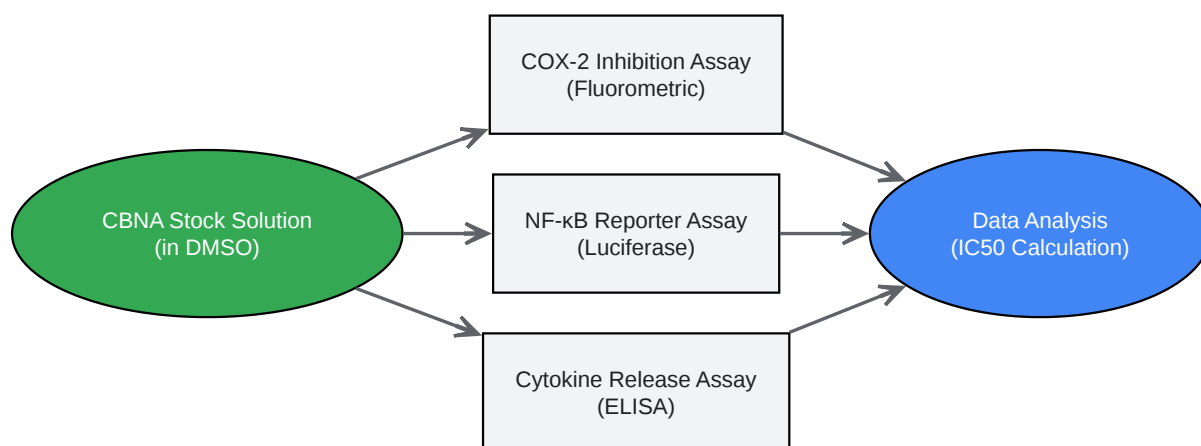 COX-2 Inhibition Assay
(Fluorometric)
CBNA Stock Solution
(in DMSO)
NF-κB Reporter Assay
(Luciferase)
Data Analysis
(IC50 Calculation)
Cytokine Release Assay
(ELISA)